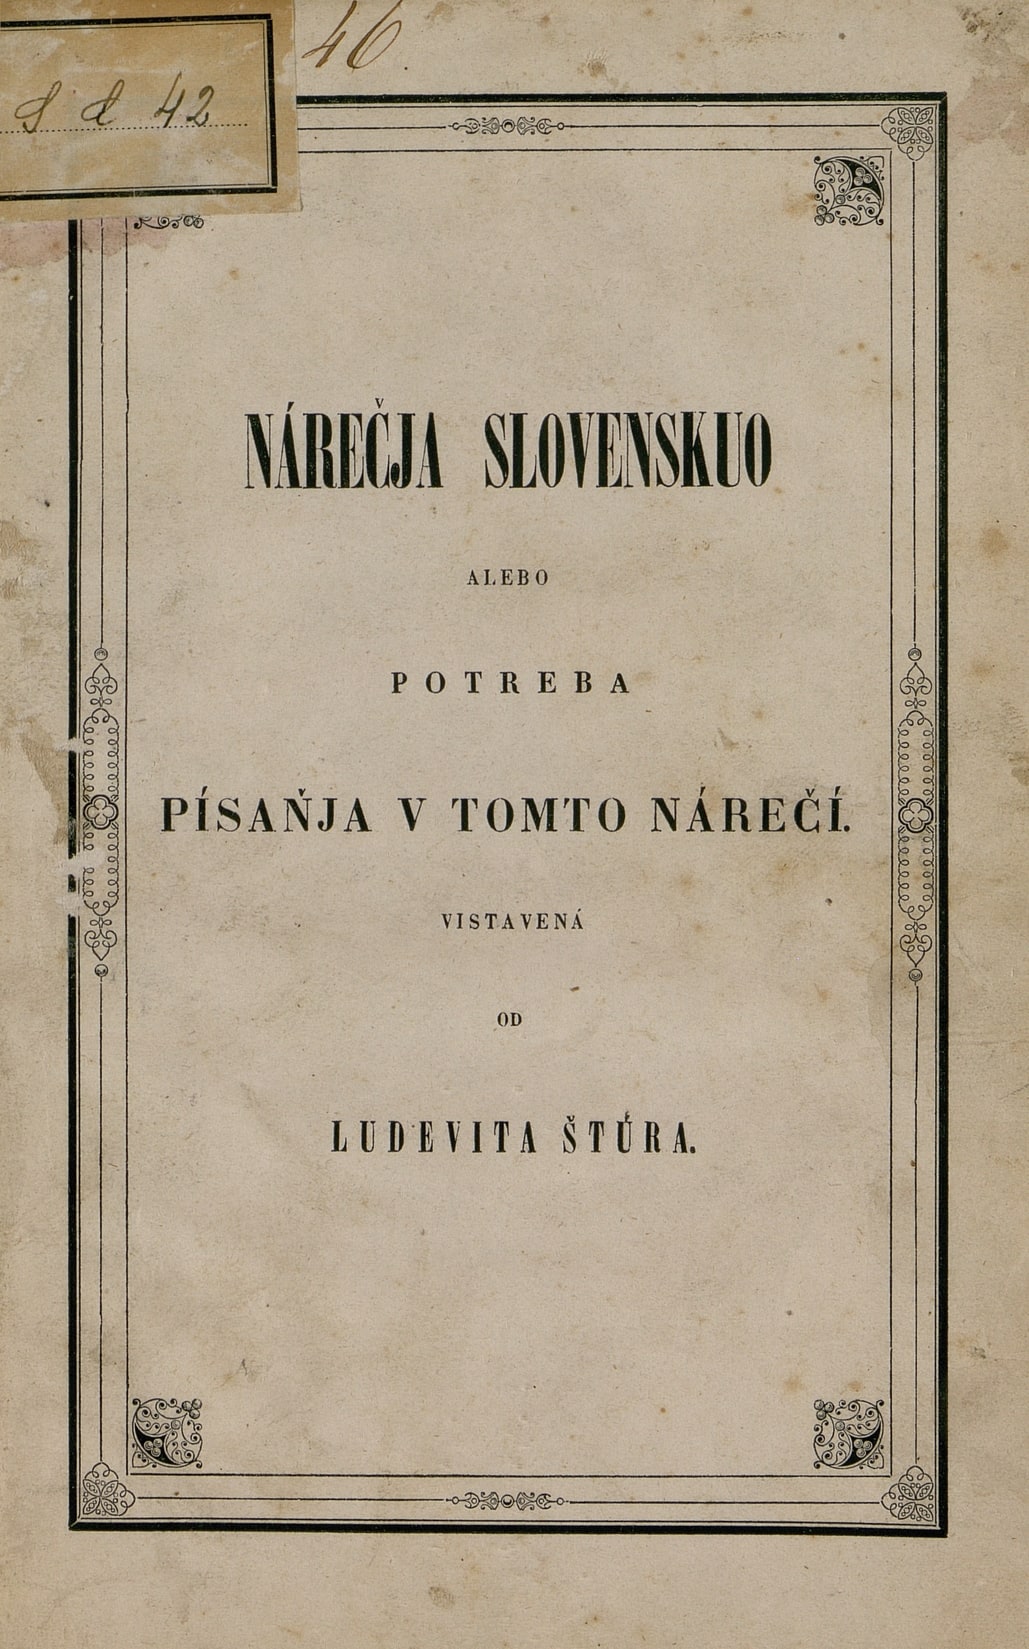 46.
S d 42
NÁREČJA SLOVENSKUO
ALEBO
POTREBA
PÍSAŇJA V TOMTO NÁREČÍ.
VISTAVENÁ
OD
LUDEVITA ŠTÚRA.